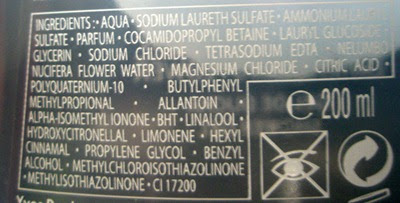 INGREDIENTS: · AQUA · SODIUM LAURETH SULFATE · AMMONIUM LAURYL
SULFATE · PARFUM · COCAMIDOPROPYL BETAINE · LAURYL GLUCOSIDE ·
GLYCERIN · SODIUM CHLORIDE · TETRASODIUM EDTA · NELUMBO
NUCIFERA FLOWER WATER · MAGNESIUM CHLORIDE · CITRIC ACID ·
POLYQUATERNIUM-10 · BUTYLPHENYL
METHYLPROPIONAL · ALLANTOIN ·
ALPHA-ISOMETHYL IONONE · BHT · LINALOOL ·
HYDROXYCITRONELLAL · LIMONENE · HEXYL
CINNAMAL · PROPYLENE GLYCOL · BENZYL
ALCOHOL · METHYLCHLOROISOTHIAZOLINONE
· METHYLISOTHIAZOLINONE · CI 17200
e 200 ml